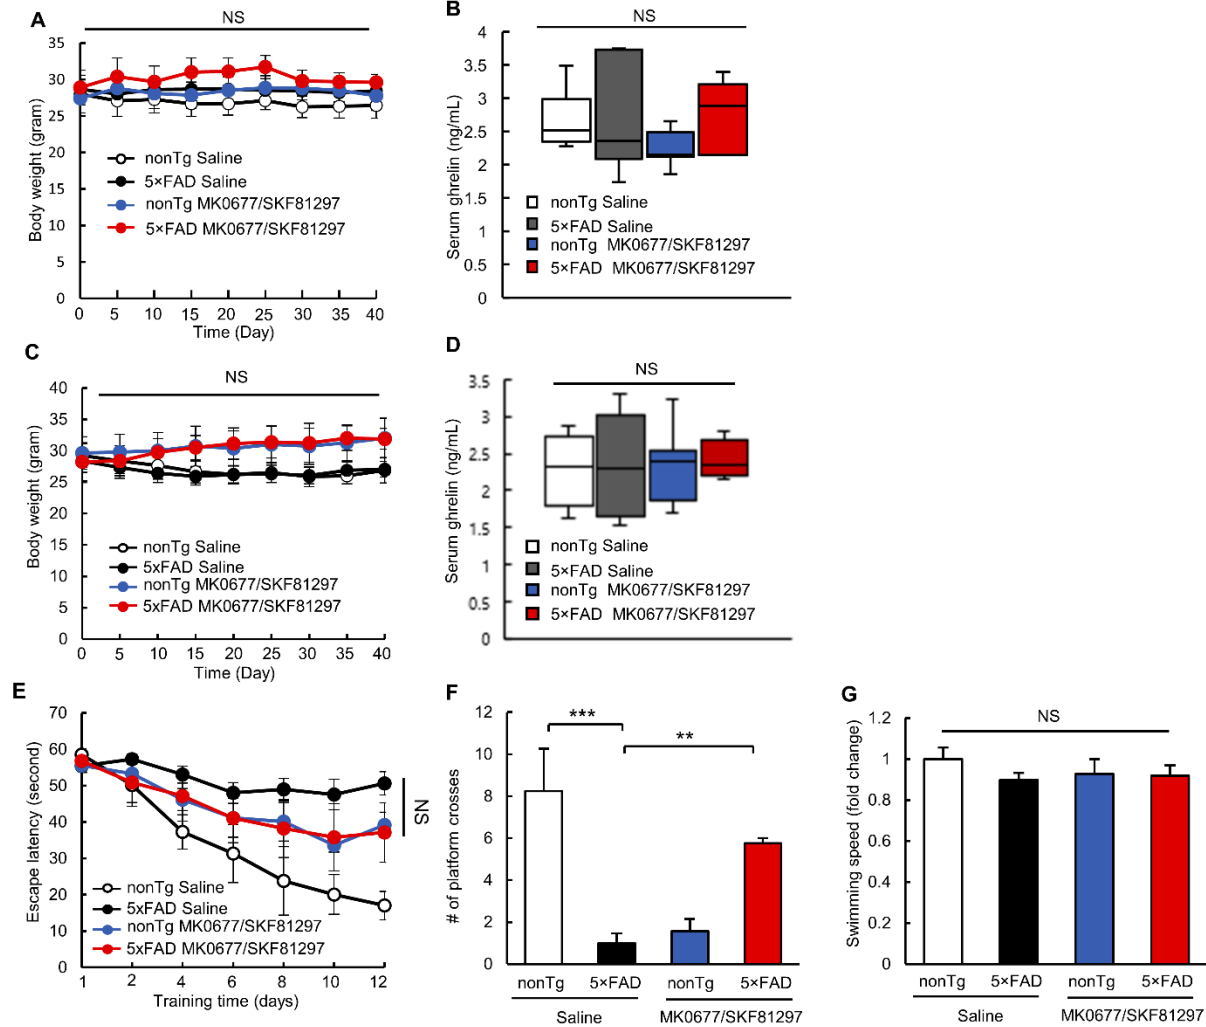 A
NS
35
30
25
20
15
10
5
0
Body weight (gram)
nonTg Saline
5×FAD Saline
nonTg MK0677/SKF81297
5×FAD MK0677/SKF81297
0 5 10 15 20 25 30 35 40
Time (Day)
B
NS
4
3.5
3
2.5
2
1.5
1
0.5
0
Serum ghrelin (ng/mL)
nonTg Saline
5×FAD Saline
nonTg MK0677/SKF81297
5×FAD MK0677/SKF81297
C
NS
40
35
30
25
20
15
10
5
0
Body weight (gram)
nonTg Saline
5xFAD Saline
nonTg MK0677/SKF81297
5xFAD MK0677/SKF81297
0 5 10 15 20 25 30 35 40
Time (Day)
D
NS
3.5
3
2.5
2
1.5
1
0.5
0
Serum ghrelin (ng/mL)
nonTg Saline
5×FAD Saline
nonTg MK0677/SKF81297
5×FAD MK0677/SKF81297
E
70
60
50
40
30
20
10
0
Escape latency (second)
NS
nonTg Saline
5xFAD Saline
nonTg MK0677/SKF81297
5xFAD MK0677/SKF81297
1 2 4 6 8 10 12
Training time (days)
F
12
10
8
6
4
2
0
# of platform crosses
***
**
nonTg 5×FAD nonTg 5×FAD
Saline MK0677/SKF81297
G
NS
1.2
1
0.8
0.6
0.4
0.2
0
Swimming speed (fold change)
nonTg 5×FAD nonTg 5×FAD
Saline MK0677/SKF81297